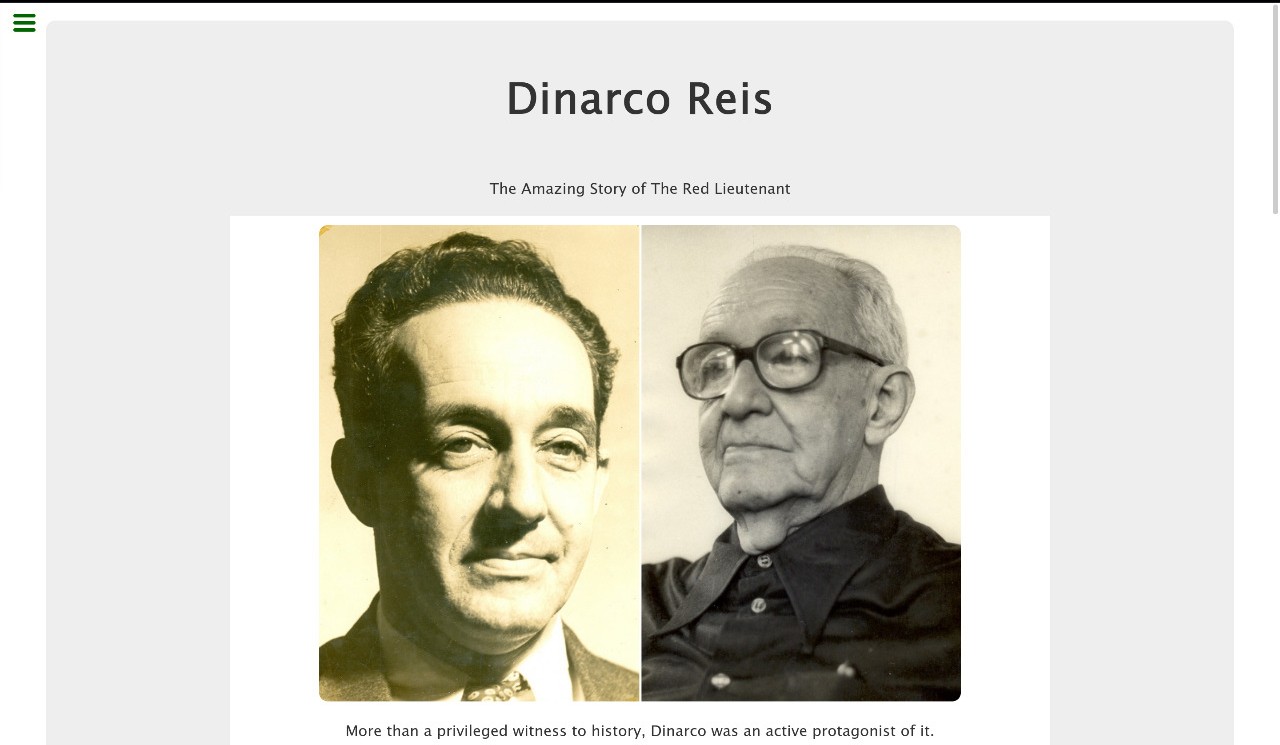 Dinarco Reis
The Amazing Story of The Red Lieutenant
More than a privileged witness to history, Dinarco was an active protagonist of it.